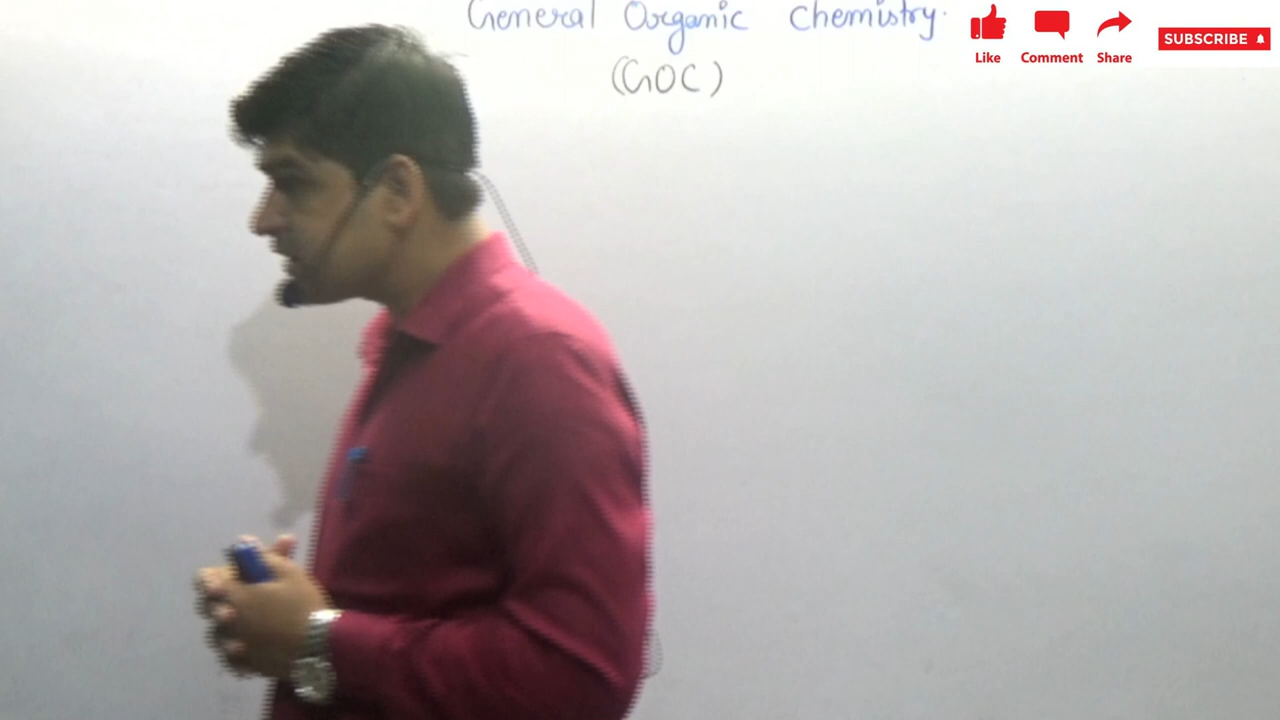 General Organic Chemistry.
(GOC)
Like
Comment
Share
SUBSCRIBE